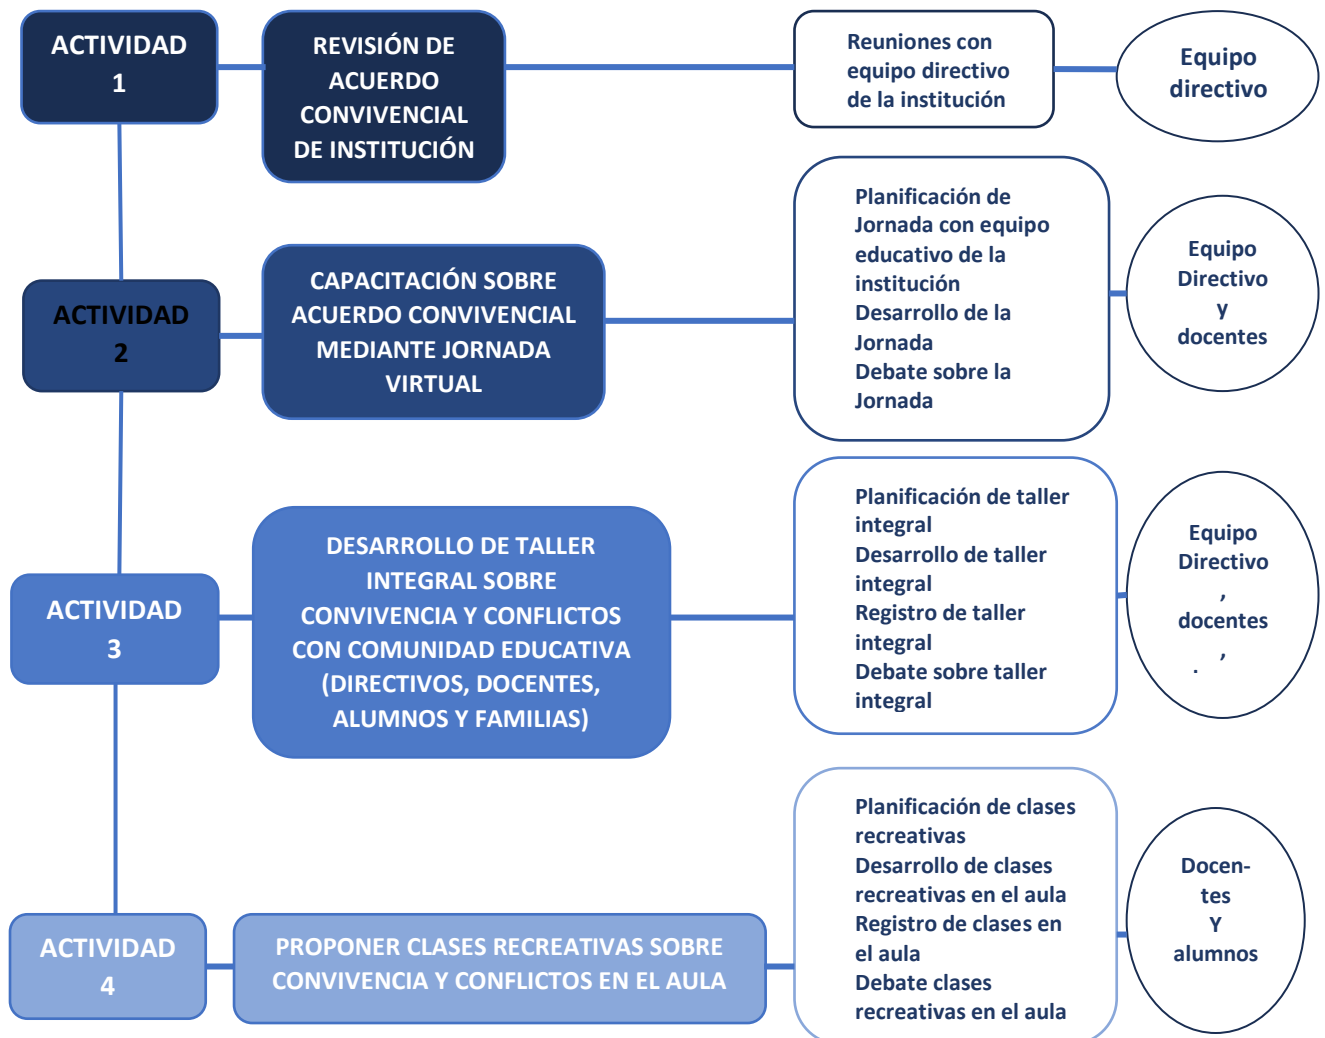 ACTIVIDAD
1
REVISIÓN DE
ACUERDO
CONVIVENCIAL
DE INSTITUCIÓN
Reuniones con
equipo directivo
de la institución
Equipo
directivo
ACTIVIDAD
2
CAPACITACIÓN SOBRE
ACUERDO CONVIVENCIAL
MEDIANTE JORNADA
VIRTUAL
Planificación de
Jornada con equipo
educativo de la
institución
Desarrollo de la
Jornada
Debate sobre la
Jornada
Equipo
Directivo
y
docentes
ACTIVIDAD
3
DESARROLLO DE TALLER
INTEGRAL SOBRE
CONVIVENCIA Y CONFLICTOS
CON COMUNIDAD EDUCATIVA
(DIRECTIVOS, DOCENTES,
ALUMNOS Y FAMILIAS)
Planificación de taller
integral
Desarrollo de taller
integral
Registro de taller
integral
Debate sobre taller
integral
Equipo
Directivo
,
docentes
,
.
ACTIVIDAD
4
PROPONER CLASES RECREATIVAS SOBRE
CONVIVENCIA Y CONFLICTOS EN EL AULA
Planificación de clases
recreativas
Desarrollo de clases
recreativas en el aula
Registro de clases en
el aula
Debate clases
recreativas en el aula
Docen-
tes
Y
alumnos